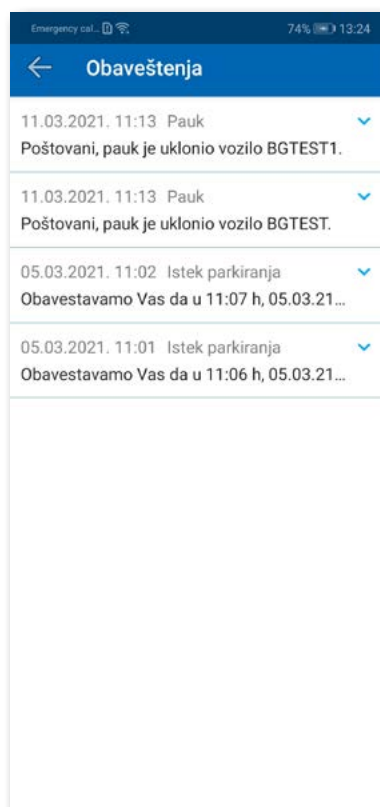 Emergency cal... 74% 13:24
Obaveštenja
11.03.2021. 11:13 Pauk
Poštovani, pauk je uklonio vozilo BGTEST1.
11.03.2021. 11:13 Pauk
Poštovani, pauk je uklonio vozilo BGTEST.
05.03.2021. 11:02 Istek parkiranja
Obavestavamo Vas da u 11:07 h, 05.03.21...
05.03.2021. 11:01 Istek parkiranja
Obavestavamo Vas da u 11:06 h, 05.03.21...